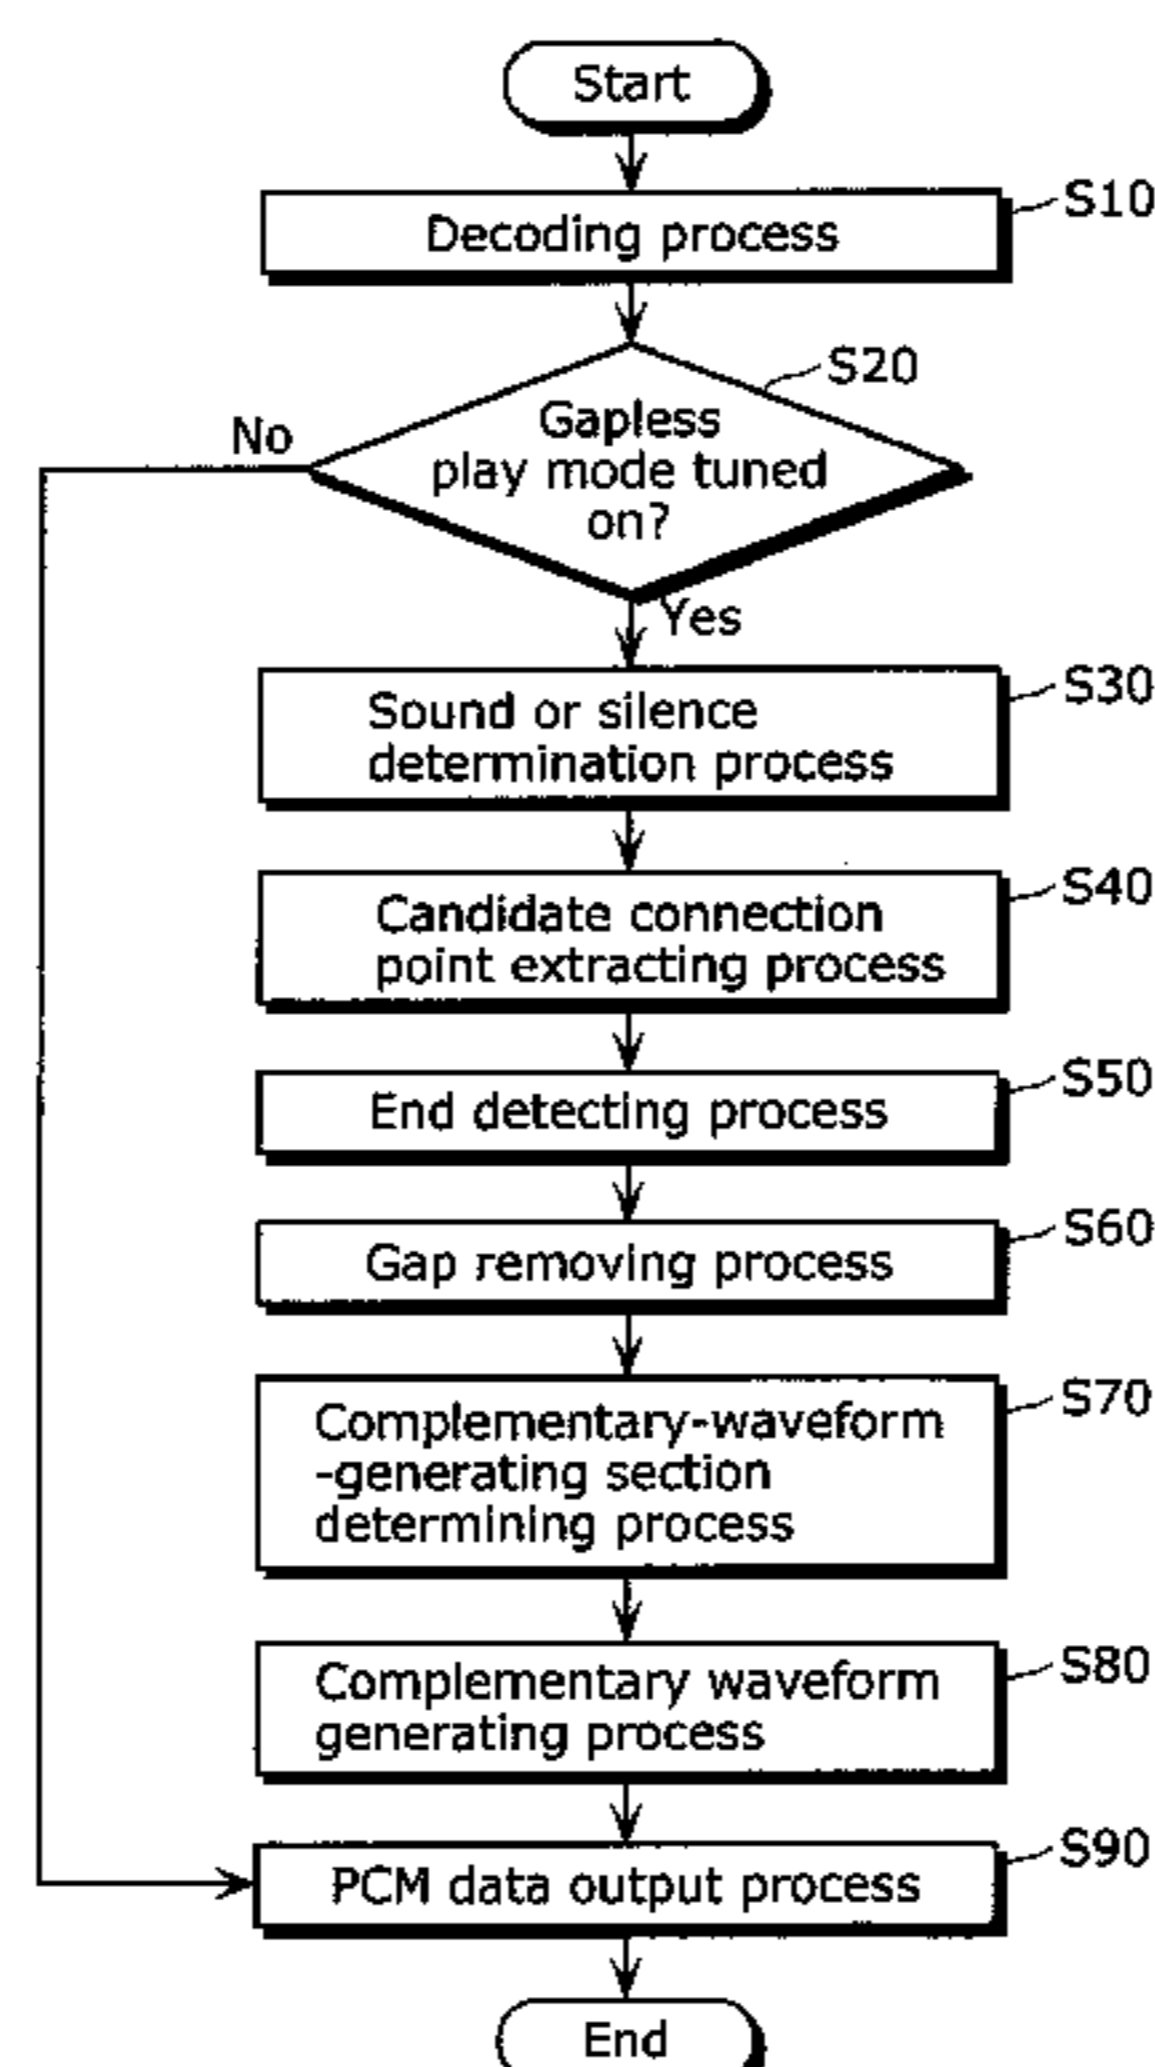 Start
S10
Decoding process
S20
No
Gapless
play mode tuned
on?
Yes
S30
Sound or silence
determination process
S40
Candidate connection
point extracting process
S50
End detecting process
S60
Gap removing process
S70
Complementary-waveform
-generating section
determining process
S80
Complementary waveform
generating process
S90
PCM data output process
End